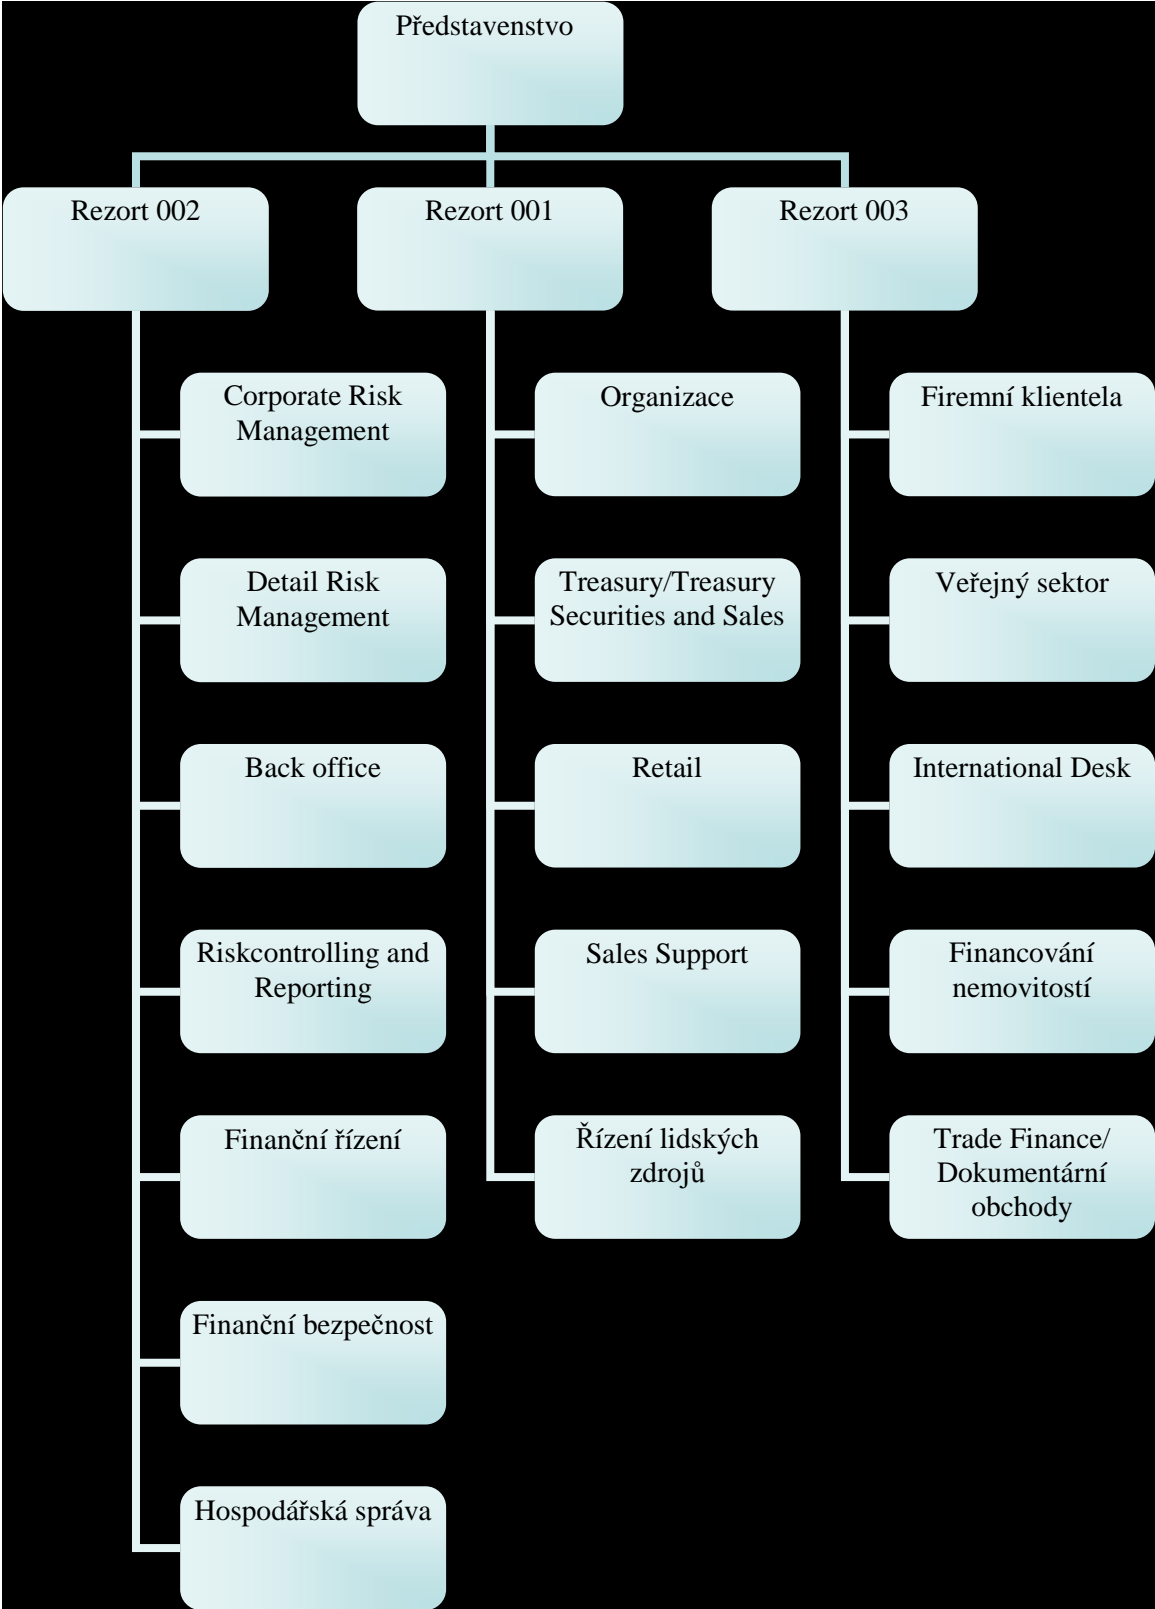 Představenstvo
Rezort 002
Rezort 001
Rezort 003
Corporate Risk
Management
Organizace
Firemní klientela
Detail Risk
Management
Treasury/Treasury
Securities and Sales
Veřejný sektor
Back office
Retail
International Desk
Riskcontrolling and
Reporting
Sales Support
Financování
nemovitostí
Finanční řízení
Řízení lidských
zdrojů
Trade Finance/
Dokumentární
obchody
Finanční bezpečnost
Hospodářská správa